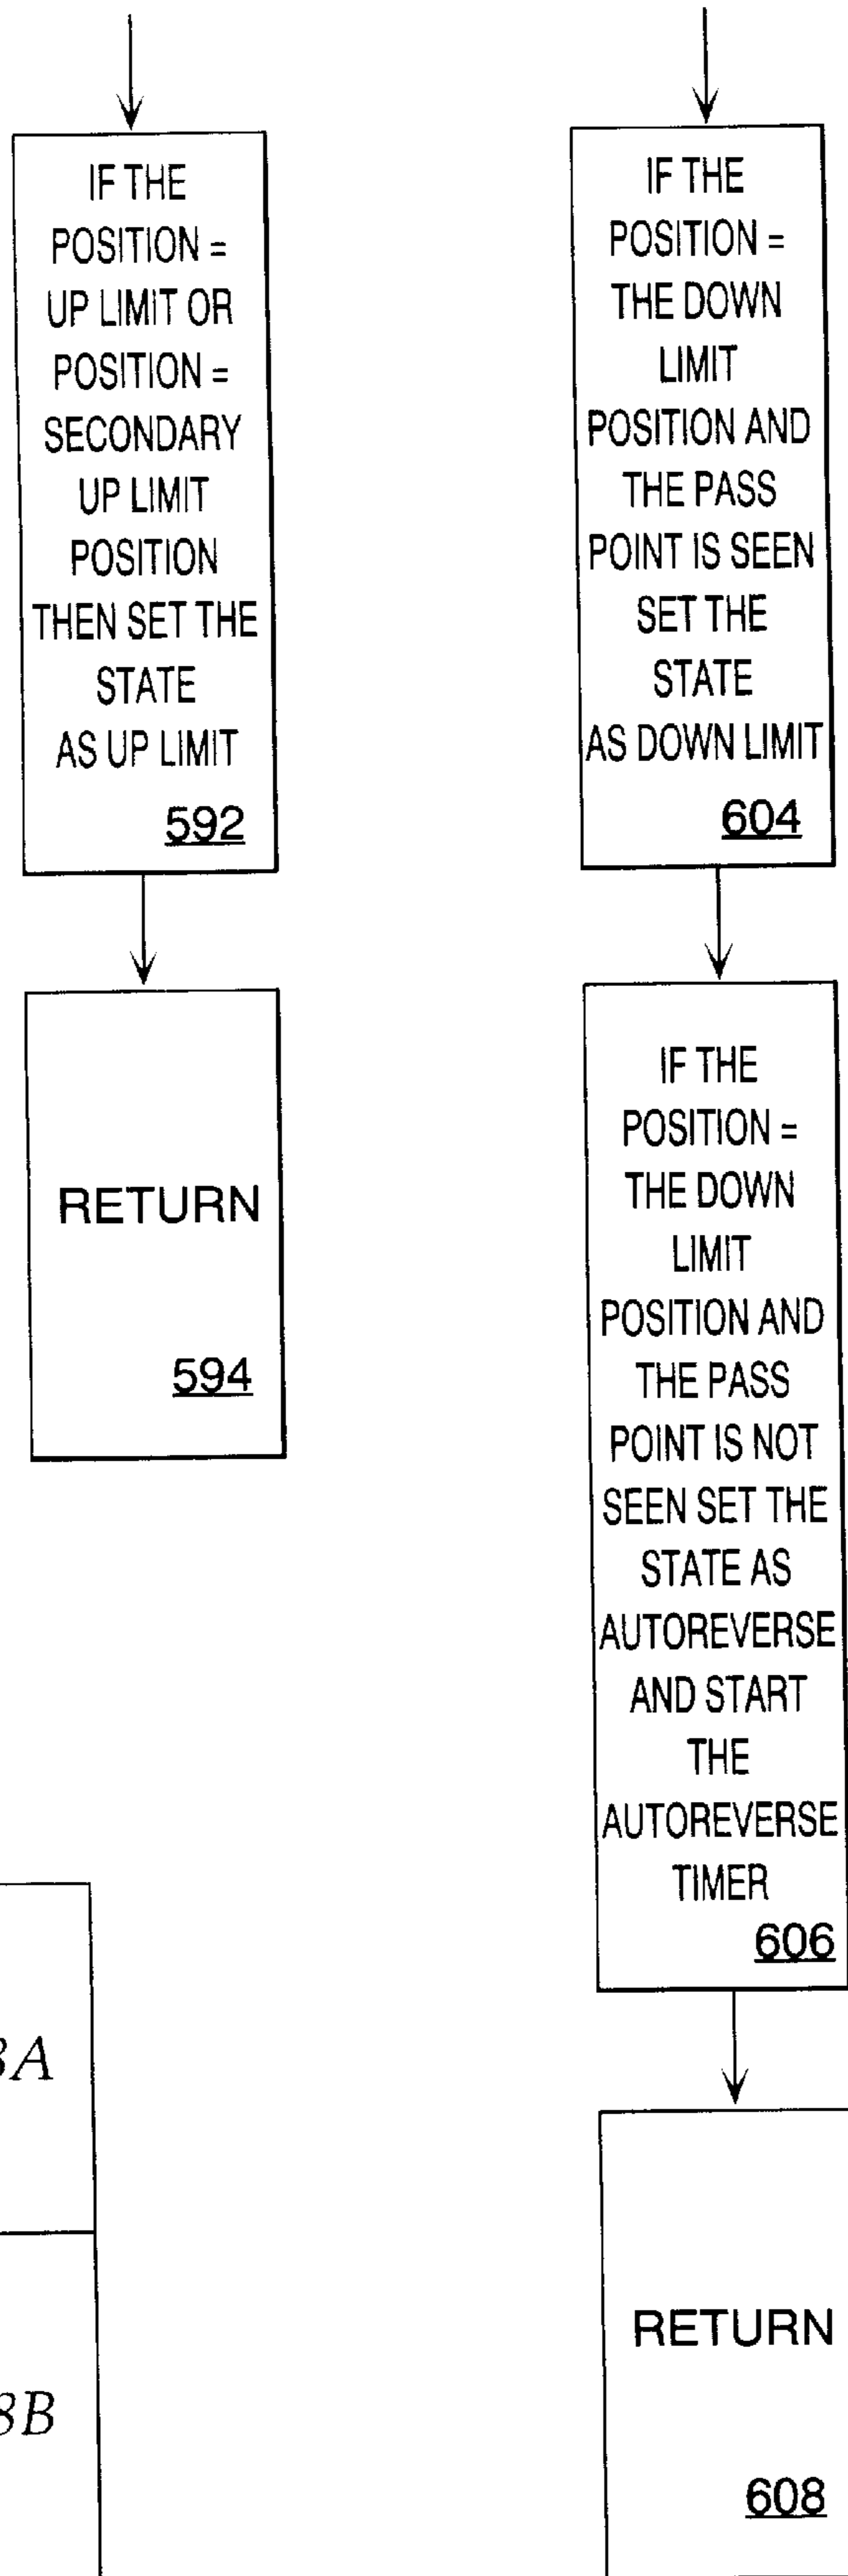 IF THE
POSITION =
UP LIMIT OR
POSITION =
SECONDARY
UP LIMIT
POSITION
THEN SET THE
STATE
AS UP LIMIT
592
RETURN
594
IF THE
POSITION =
THE DOWN
LIMIT
POSITION AND
THE PASS
POINT IS SEEN
SET THE
STATE
AS DOWN LIMIT
604
IF THE
POSITION =
THE DOWN
LIMIT
POSITION AND
THE PASS
POINT IS NOT
SEEN SET THE
STATE AS
AUTOREVERSE
AND START
THE
AUTOREVERSE
TIMER
606
RETURN
608
8A
8B